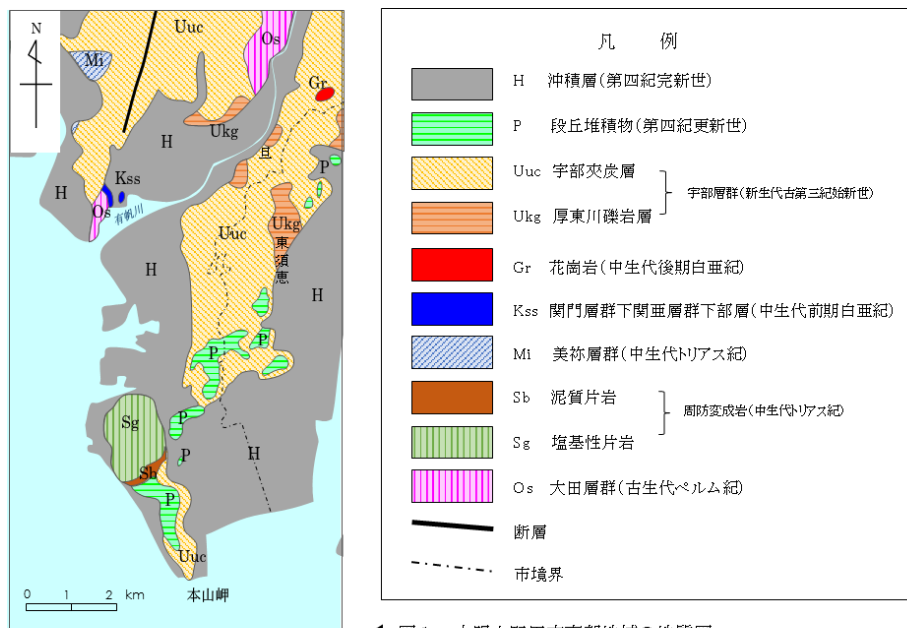 N
Uuc
Os
Mi
Gr
Ukg
H
旦
P
H
Kss
Os
有帆川
Uuc
Ukg
東須恵
H
H
P
P
Sg
P
P
H
Sb
P
Uuc
0 1 2 km
本山岬
凡 例
H 沖積層(第四紀完新世)
P 段丘堆積物(第四紀更新世)
Uuc 宇部夾炭層
宇部層群(新生代古第三紀始新世)
Ukg 厚東川礫岩層
Gr 花崗岩(中生代後期白亜紀)
Kss 関門層群下関亜層群下部層(中生代前期白亜紀)
Mi 美祢層群(中生代トリアス紀)
Sb 泥質片岩
周防変成岩(中生代トリアス紀)
Sg 塩基性片岩
Os 大田層群(古生代ペルム紀)
断層
市境界